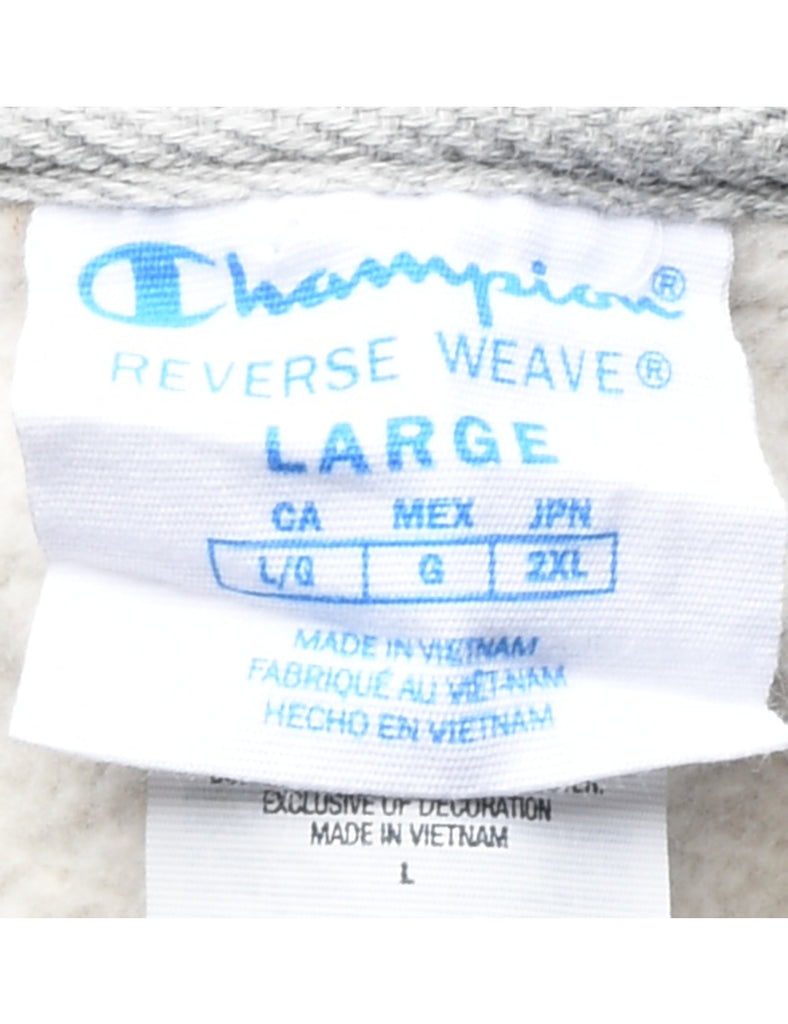 Champion®
REVERSE WEAVE®
LARGE
CA MEX JPN
L/G G 2XL
MADE IN VIETNAM
FABRIQUÉ AU VIÊT-NAM
HECHO EN VIETNAM
EXCLUSIVE OF DECORATION
MADE IN VIETNAM
L